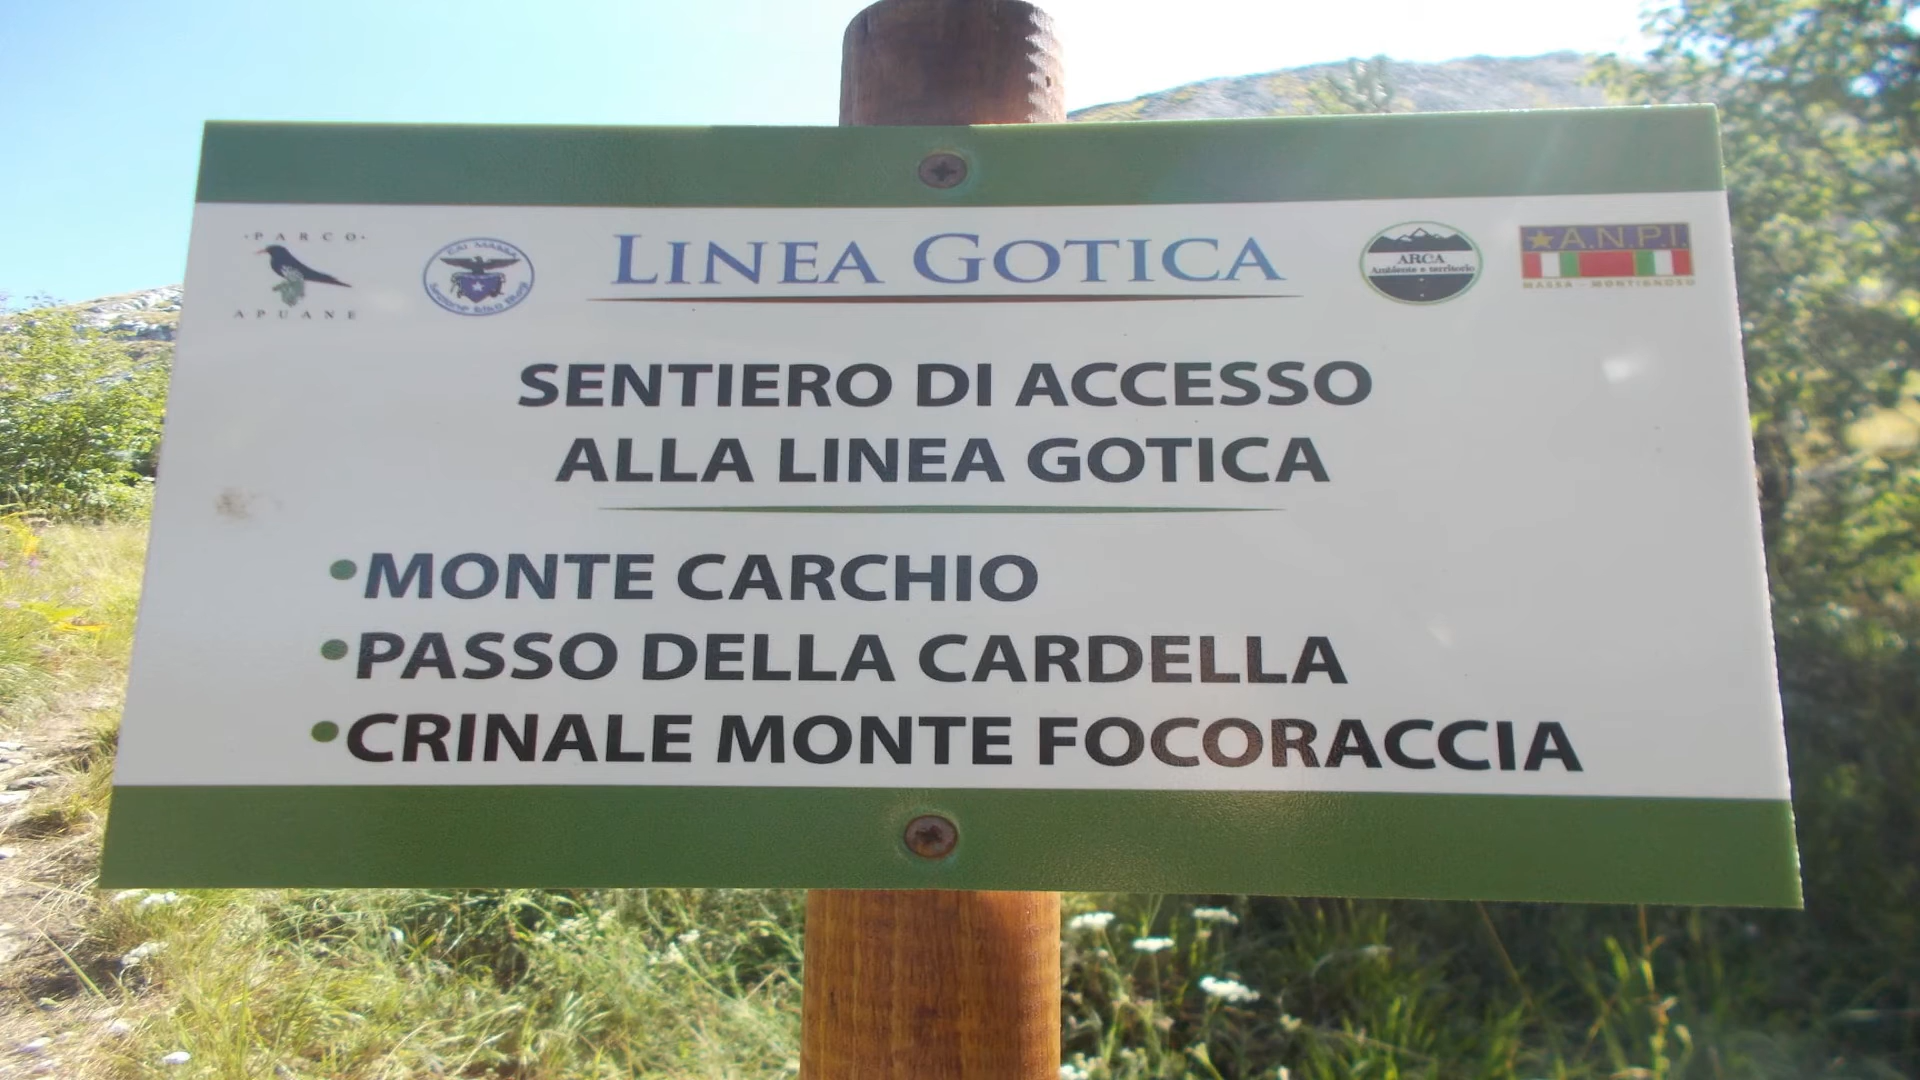 ·PARCO·
APUANE
CAI MASSA
LINEA GOTICA
ARCA
Ambiente e territorio
A.N.P.I.
MASSA - MONTIGNOSO
SENTIERO DI ACCESSO
ALLA LINEA GOTICA
•MONTE CARCHIO
•PASSO DELLA CARDELLA
•CRINALE MONTE FOCORACCIA